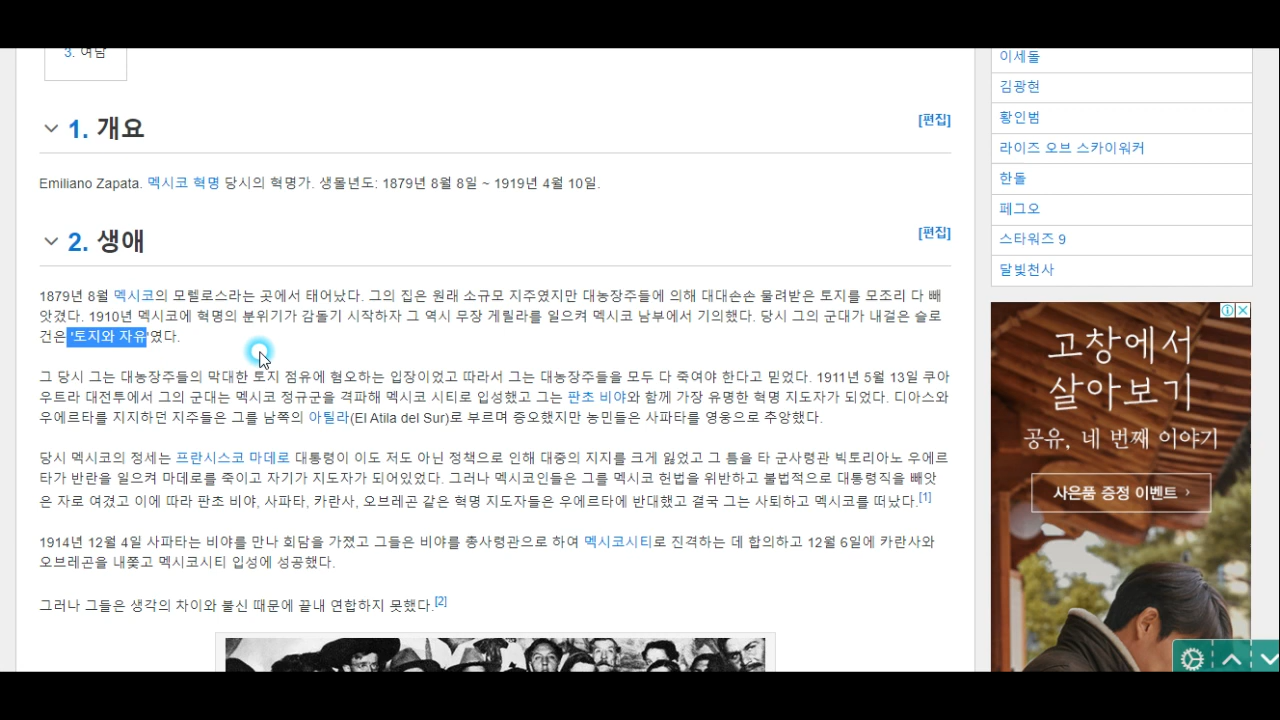 3. 여담
1. 개요
[편집]
Emiliano Zapata. 멕시코 혁명 당시의 혁명가. 생몰년도: 1879년 8월 8일 ~ 1919년 4월 10일.
2. 생애
[편집]
1879년 8월 멕시코의 모렐로스라는 곳에서 태어났다. 그의 집은 원래 소규모 지주였지만 대농장주들에 의해 대대손손 물려받은 토지를 모조리 다 빼
앗겼다. 1910년 멕시코에 혁명의 분위기가 감돌기 시작하자 그 역시 무장 게릴라를 일으켜 멕시코 남부에서 기의했다. 당시 그의 군대가 내걸은 슬로
건은 '토지와 자유'였다.
그 당시 그는 대농장주들의 막대한 토지 점유에 혐오하는 입장이었고 따라서 그는 대농장주들을 모두 다 죽여야 한다고 믿었다. 1911년 5월 13일 쿠아
우트라 대전투에서 그의 군대는 멕시코 정규군을 격파해 멕시코 시티로 입성했고 그는 판초 비야와 함께 가장 유명한 혁명 지도자가 되었다. 디아스와
우에르타를 지지하던 지주들은 그를 남쪽의 아틸라(El Atila del Sur)로 부르며 증오했지만 농민들은 사파타를 영웅으로 추앙했다.
당시 멕시코의 정세는 프란시스코 마데로 대통령이 이도 저도 아닌 정책으로 인해 대중의 지지를 크게 잃었고 그 틈을 타 군사령관 빅토리아노 우에르
타가 반란을 일으켜 마데로를 죽이고 자기가 지도자가 되어있었다. 그러나 멕시코인들은 그를 멕시코 헌법을 위반하고 불법적으로 대통령직을 빼앗
은 자로 여겼고 이에 따라 판초 비야, 사파타, 카란사, 오브레곤 같은 혁명 지도자들은 우에르타에 반대했고 결국 그는 사퇴하고 멕시코를 떠났다.[1]
1914년 12월 4일 사파타는 비야를 만나 회담을 가졌고 그들은 비야를 총사령관으로 하여 멕시코시티로 진격하는 데 합의하고 12월 6일에 카란사와
오브레곤을 내쫓고 멕시코시티 입성에 성공했다.
그러나 그들은 생각의 차이와 불신 때문에 끝내 연합하지 못했다.[2]
이세돌
김광현
황인범
라이즈 오브 스카이워커
한돌
페그오
스타워즈 9
달빛천사
고창에서
살아보기
공유, 네 번째 이야기
사은품 증정 이벤트 ›